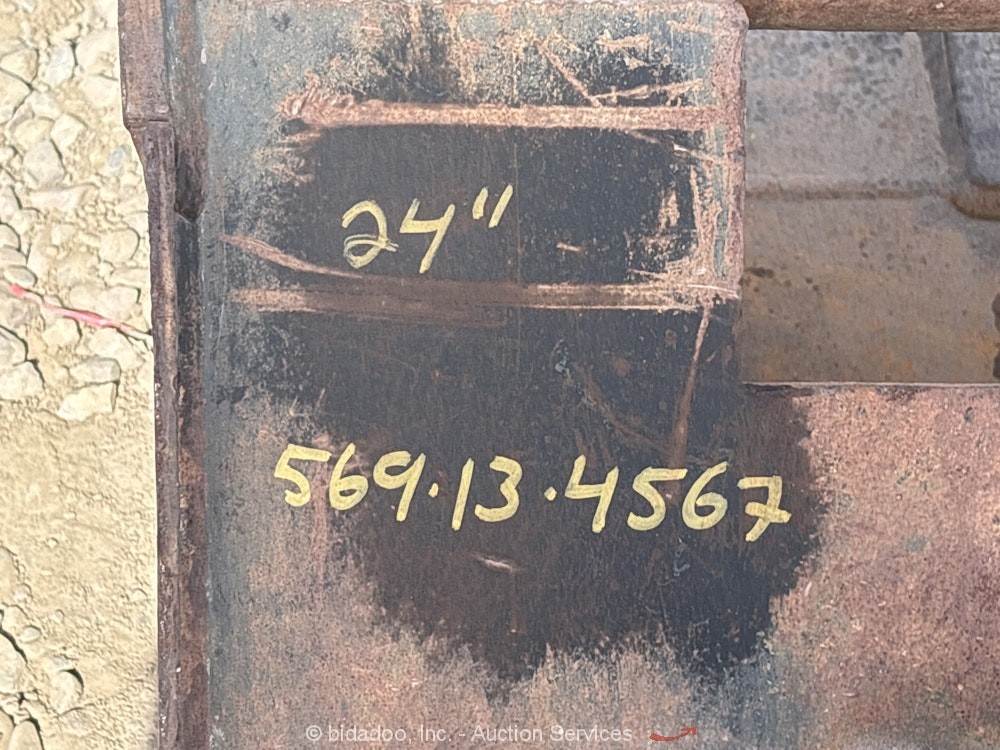 24"
569.13.4567
© bidadoo, Inc. - Auction Services